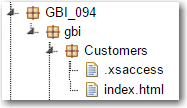 GBI_094
gbi
Customers
.xsaccess
index.html